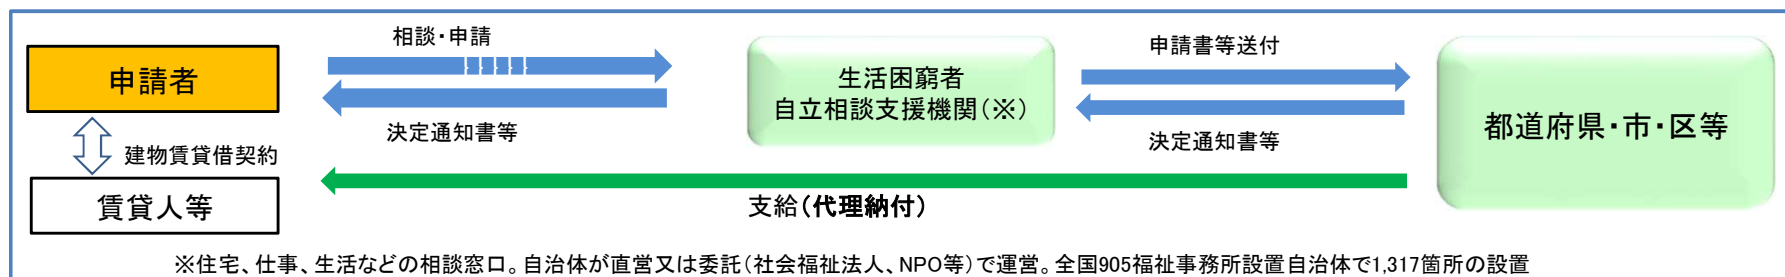 相談・申請
申請書等送付
申請者
生活困窮者
自立相談支援機関(※)
都道府県・市・区等
決定通知書等
決定通知書等
建物賃貸借契約
賃貸人等
支給(代理納付)
※住宅、仕事、生活などの相談窓口。自治体が直営又は委託(社会福祉法人、NPO等)で運営。全国905福祉事務所設置自治体で1,317箇所の設置